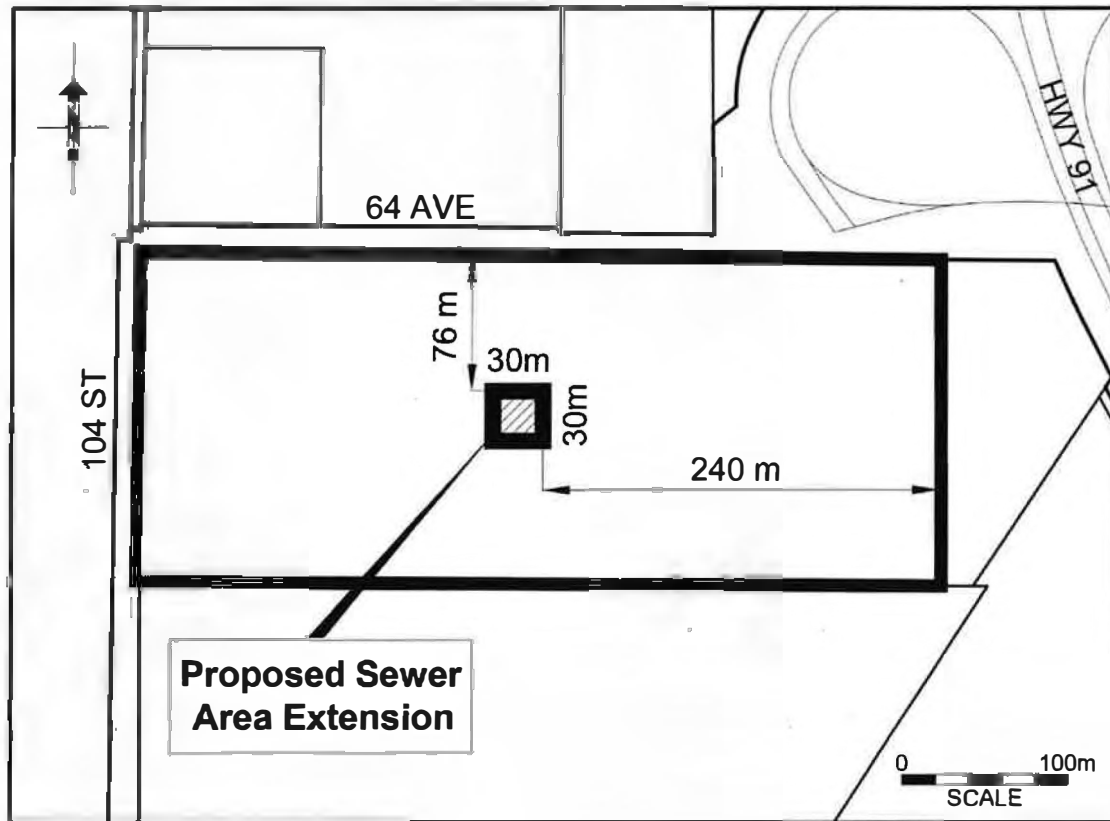 HWY 91
64 AVE
76 m
30m
30m
104 ST
240 m
Proposed Sewer
Area Extension
0 100m
SCALE